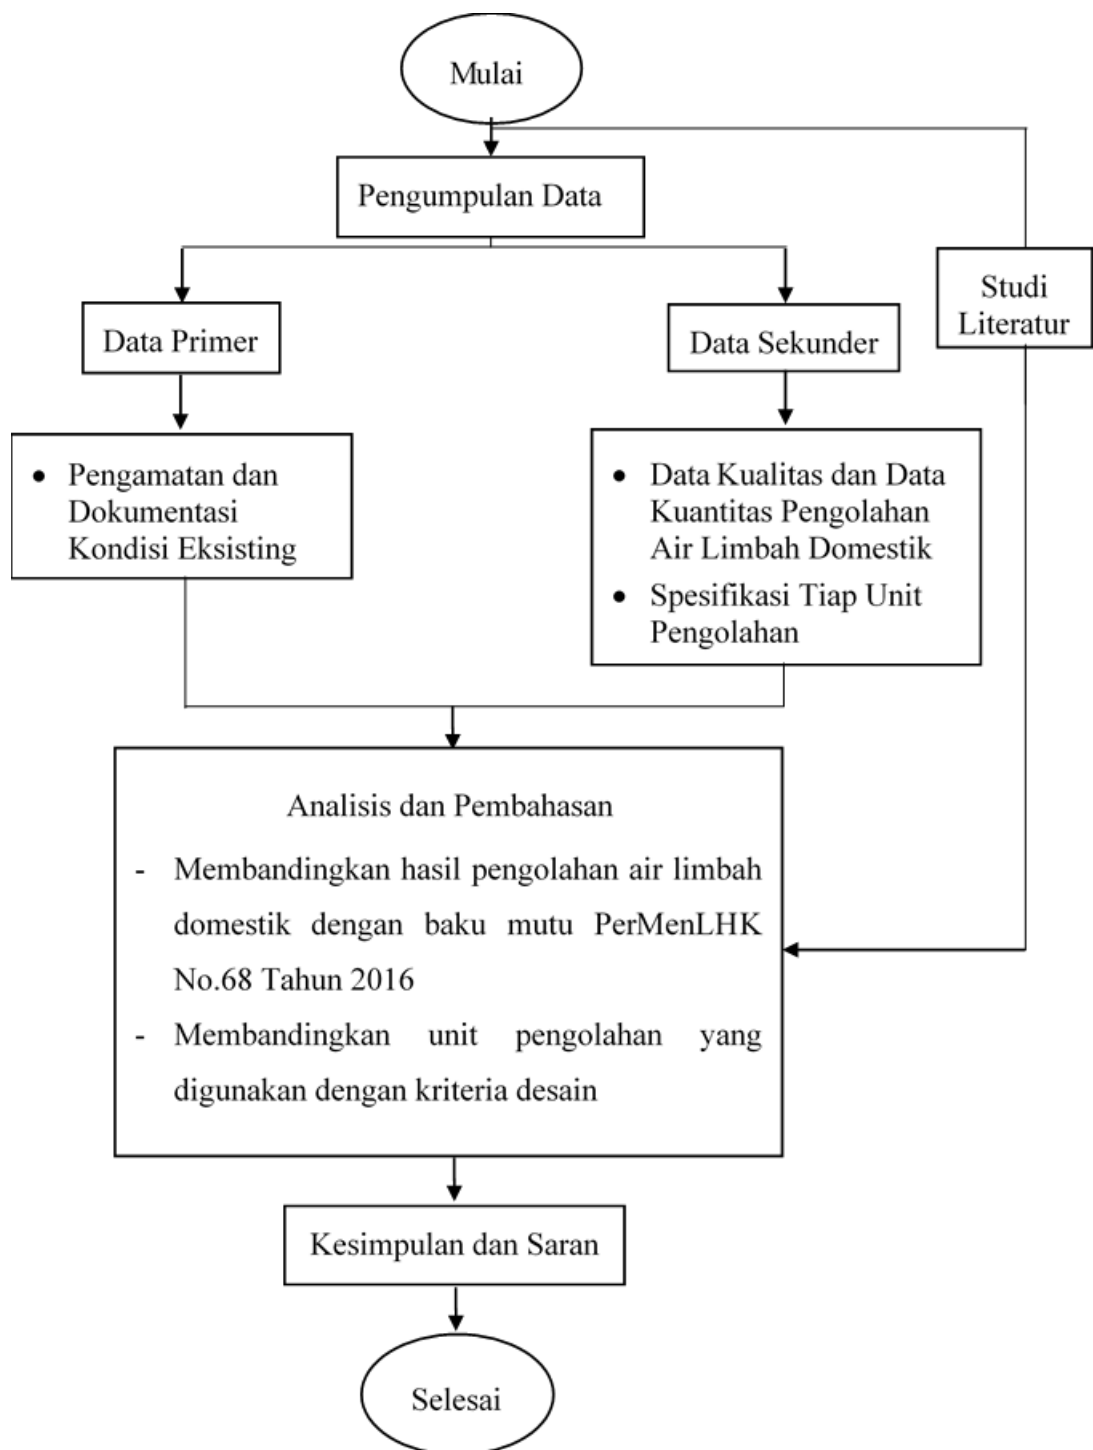 Mulai
Pengumpulan Data
Studi
Literatur
Data Primer
Data Sekunder
• Pengamatan dan
Dokumentasi
Kondisi Eksisting
• Data Kualitas dan Data
Kuantitas Pengolahan
Air Limbah Domestik
• Spesifikasi Tiap Unit
Pengolahan
Analisis dan Pembahasan
- Membandingkan hasil pengolahan air limbah
domestik dengan baku mutu PerMenLHK
No.68 Tahun 2016
- Membandingkan unit pengolahan yang
digunakan dengan kriteria desain
Kesimpulan dan Saran
Selesai